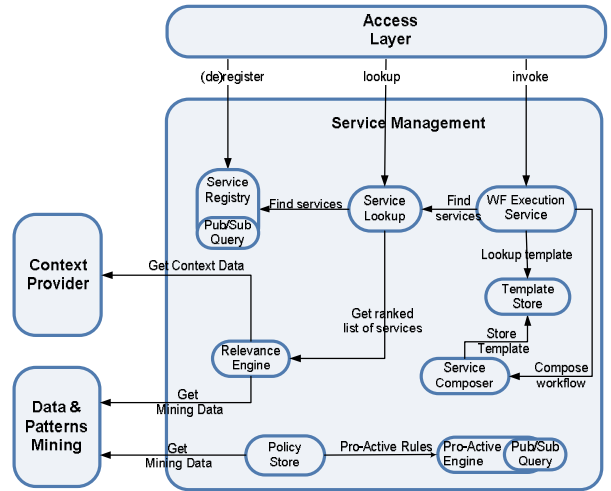 Access
Layer
(de)register
lookup
invoke
Service Management
Service
Registry
Pub/Sub
Query
Find services
Service
Lookup
Find
services
WF Execution
Service
Context
Provider
Get Context Data
Lookup template
Template
Store
Get ranked
list of services
Store
Template
Relevance
Engine
Service
Composer
Compose
workflow
Data &
Patterns
Mining
Get
Mining Data
Get
Mining Data
Policy
Store
Pro-Active Rules
Pro-Active
Engine
Pub/Sub
Query